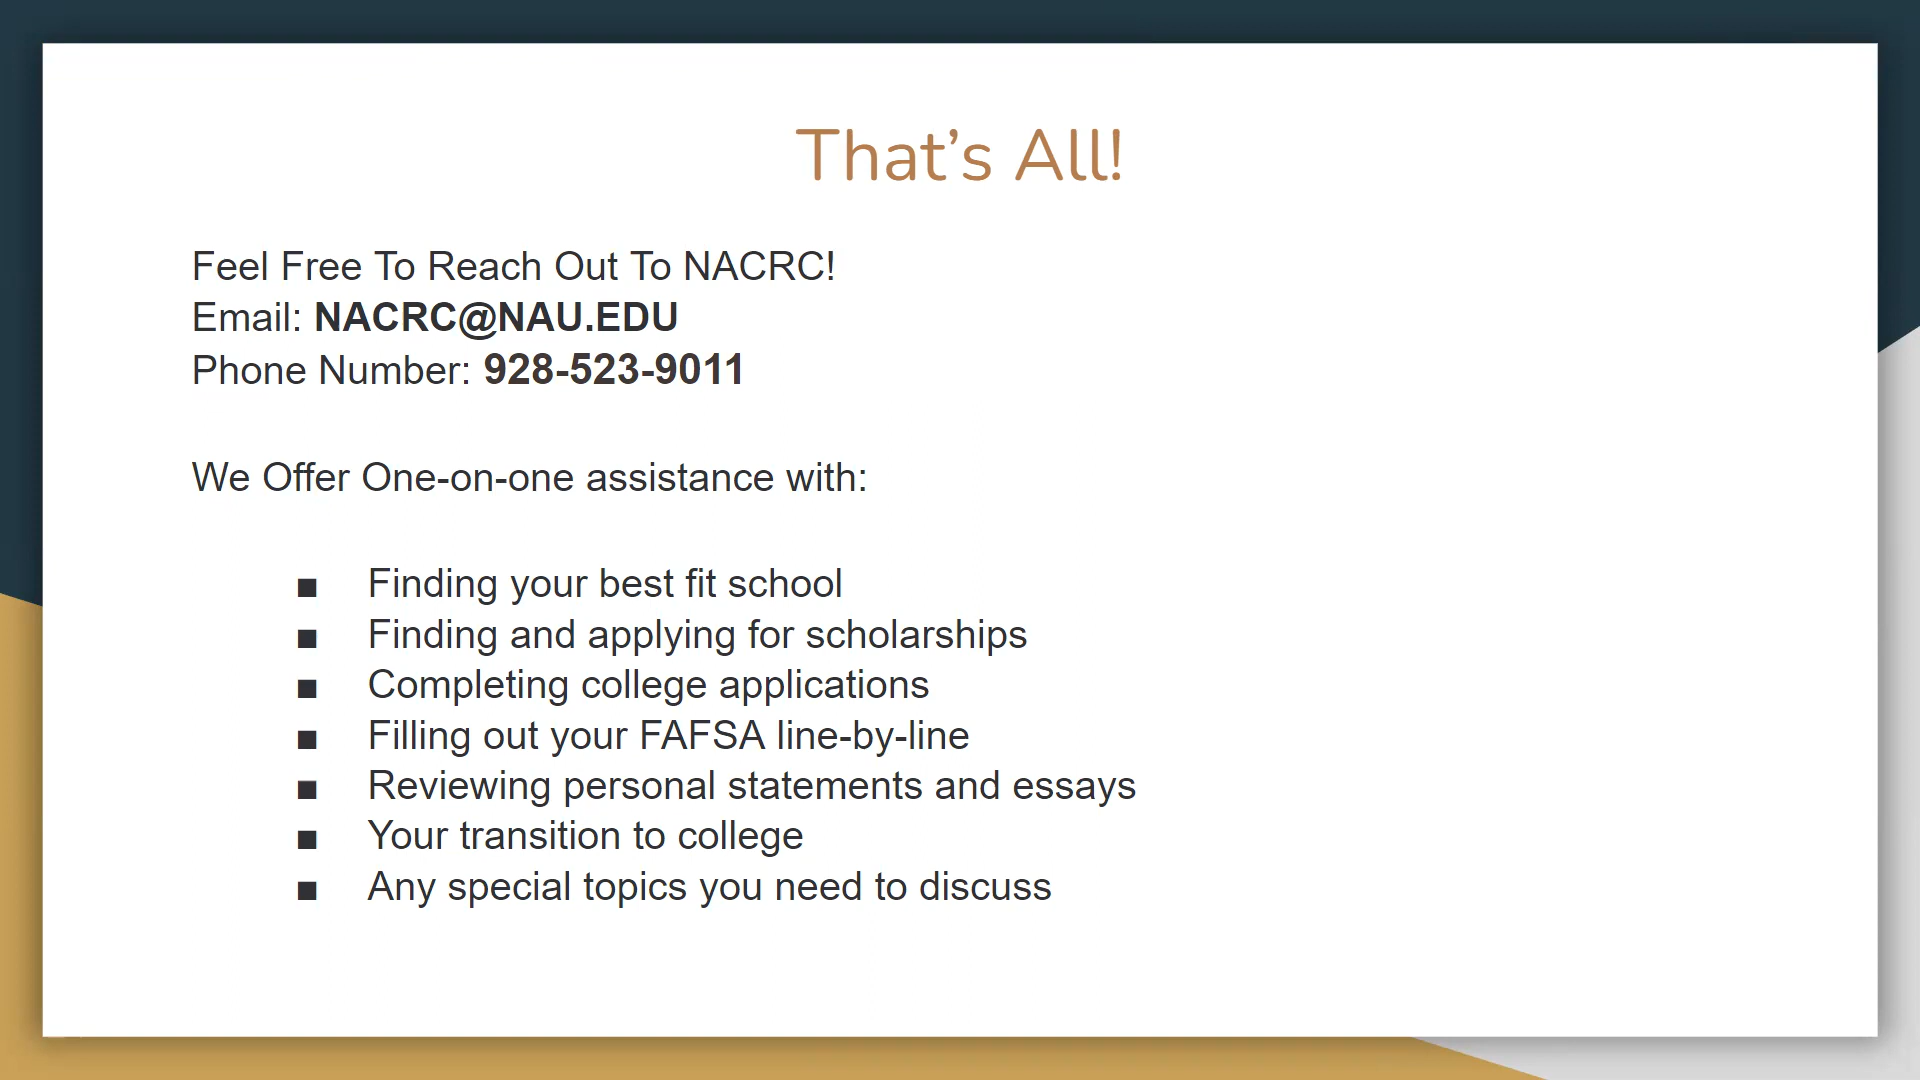 That’s All!
Feel Free To Reach Out To NACRC!
Email: NACRC@NAU.EDU
Phone Number: 928-523-9011
We Offer One-on-one assistance with:
■ Finding your best fit school
■ Finding and applying for scholarships
■ Completing college applications
■ Filling out your FAFSA line-by-line
■ Reviewing personal statements and essays
■ Your transition to college
■ Any special topics you need to discuss